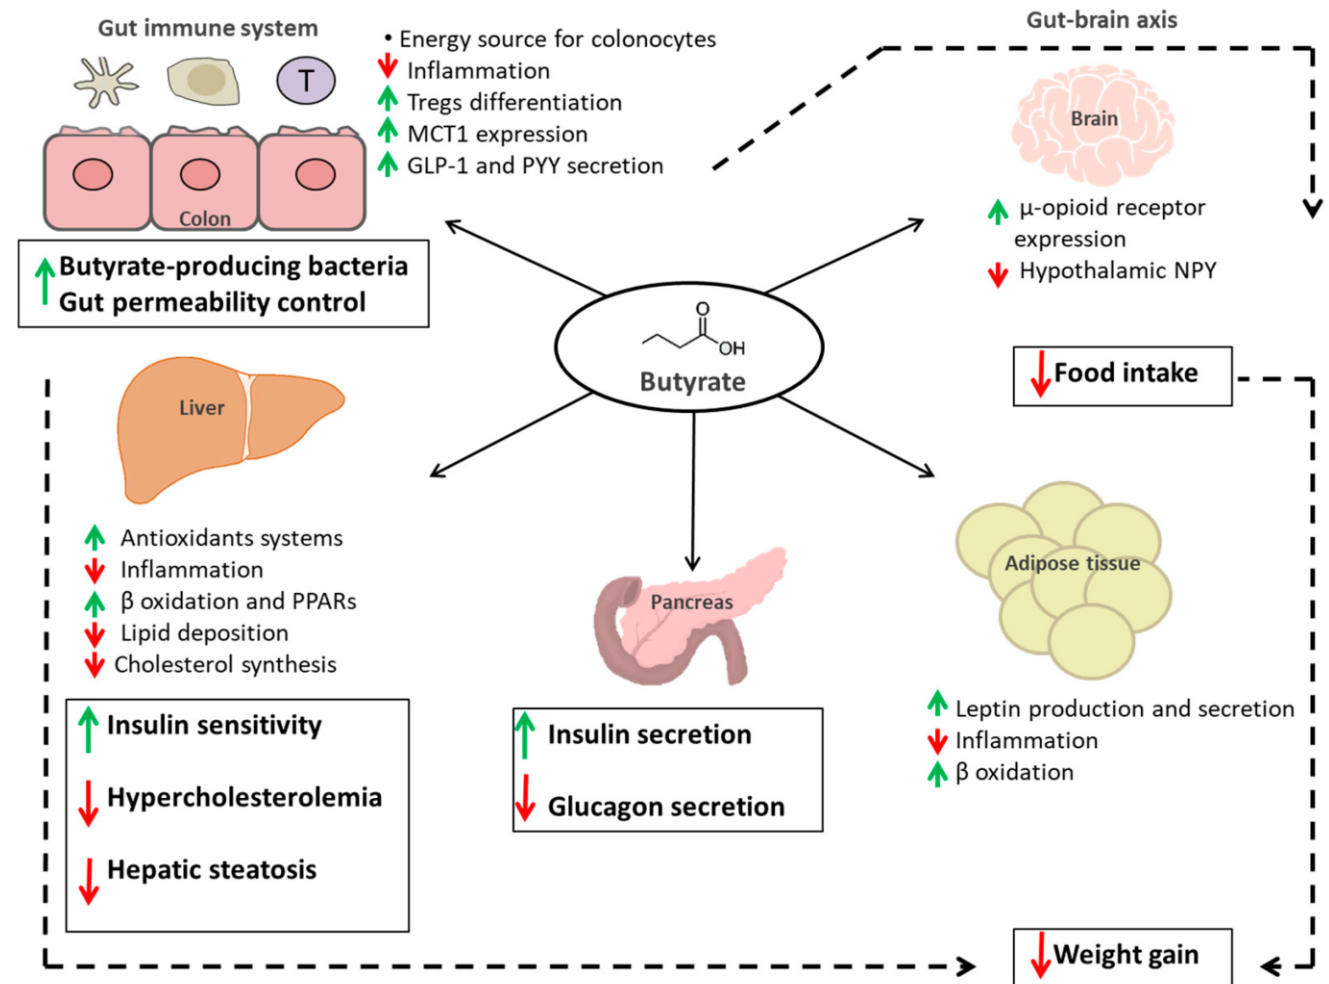 Gut immune system
T
Colon
• Energy source for colonocytes
Inflammation
Tregs differentiation
MCT1 expression
GLP-1 and PYY secretion
Butyrate-producing bacteria
Gut permeability control
Gut-brain axis
Brain
μ-opioid receptor
expression
Hypothalamic NPY
Food intake
O
OH
Butyrate
Liver
Antioxidants systems
Inflammation
β oxidation and PPARs
Lipid deposition
Cholesterol synthesis
Insulin sensitivity
Hypercholesterolemia
Hepatic steatosis
Pancreas
Insulin secretion
Glucagon secretion
Adipose tissue
Leptin production and secretion
Inflammation
β oxidation
Weight gain